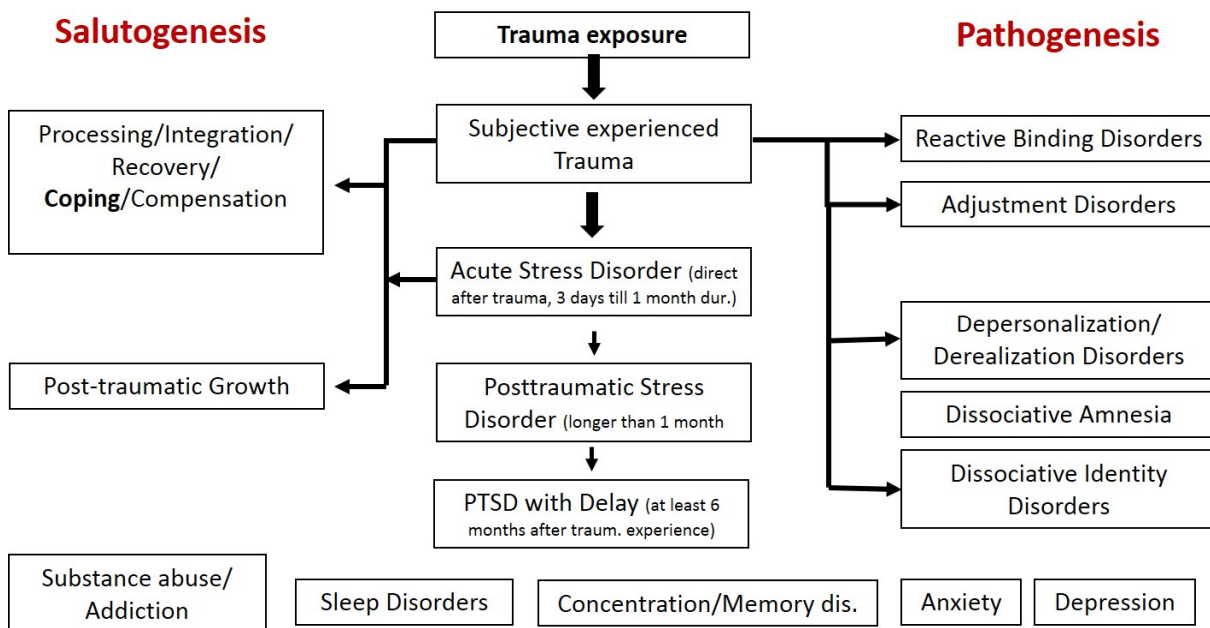 Salutogenesis
Trauma exposure
Pathogenesis
Processing/Integration/
Recovery/
Coping/Compensation
Subjective experienced
Trauma
Reactive Binding Disorders
Adjustment Disorders
Acute Stress Disorder (direct
after trauma, 3 days till 1 month dur.)
Depersonalization/
Derealization Disorders
Post-traumatic Growth
Posttraumatic Stress
Disorder (longer than 1 month
Dissociative Amnesia
Dissociative Identity
Disorders
PTSD with Delay (at least 6
months after traum. experience)
Substance abuse/
Addiction
Sleep Disorders
Concentration/Memory dis.
Anxiety
Depression